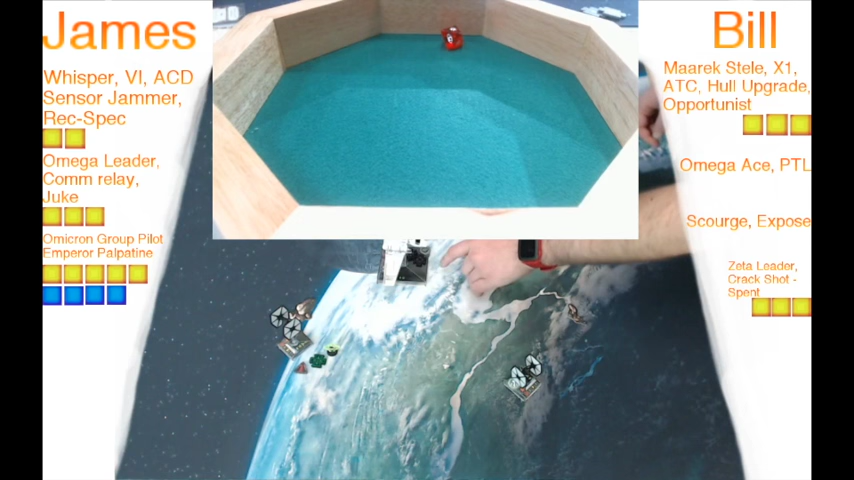 James
Whisper, VI, ACD
Sensor Jammer,
Rec-Spec
Omega Leader,
Comm relay,
Juke
Omicron Group Pilot
Emperor Palpatine
Bill
Maarek Stele, X1,
ATC, Hull Upgrade,
Opportunist
Omega Ace, PTL
Scourge, Expose
Zeta Leader,
Crack Shot -
Spent